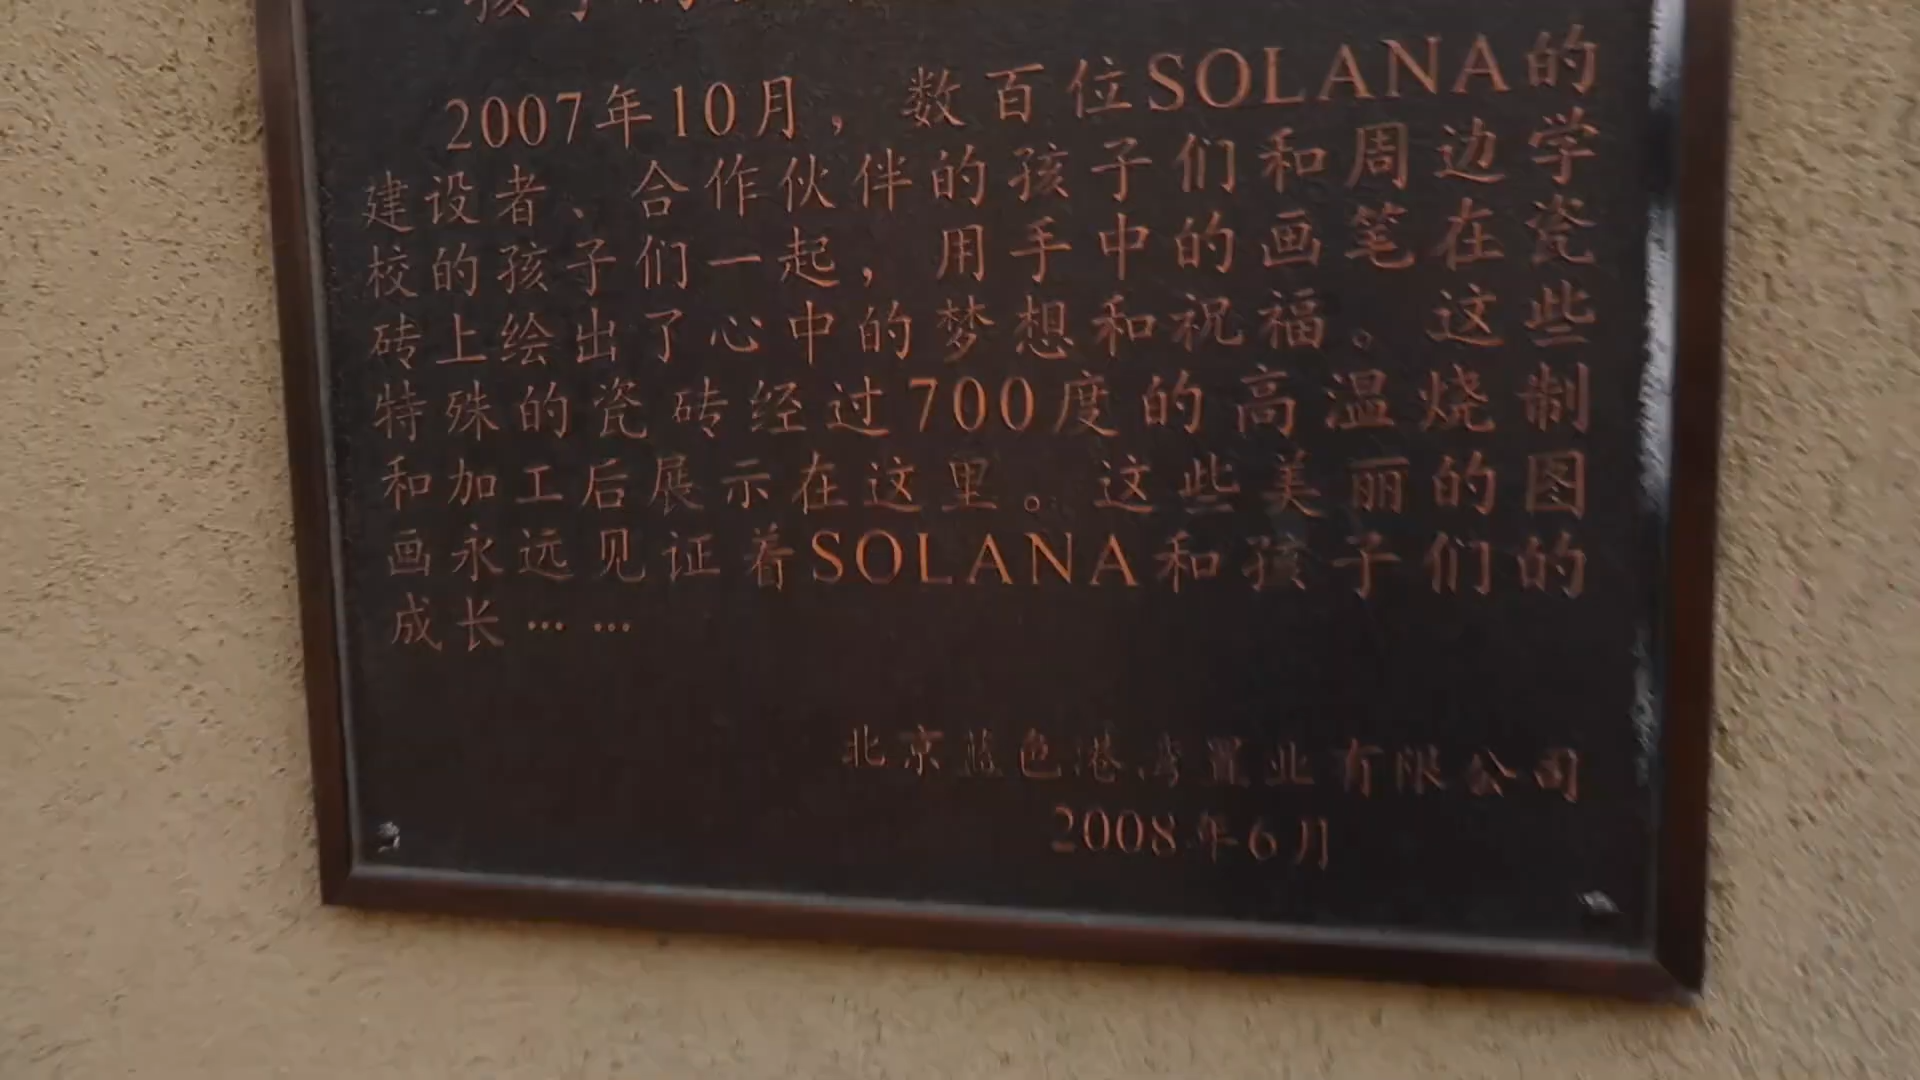 2007年10月，数百位SOLANA的
建设者、合作伙伴的孩子们和周边学
校的孩子们一起，用手中的画笔在瓷
砖上绘出了心中的梦想和祝福。这些
特殊的瓷砖经过700度的高温烧制
和加工后展示在这里。这些美丽的图
画永远见证着SOLANA和孩子们的
成长……
北京蓝色港湾置业有限公司
2008年6月